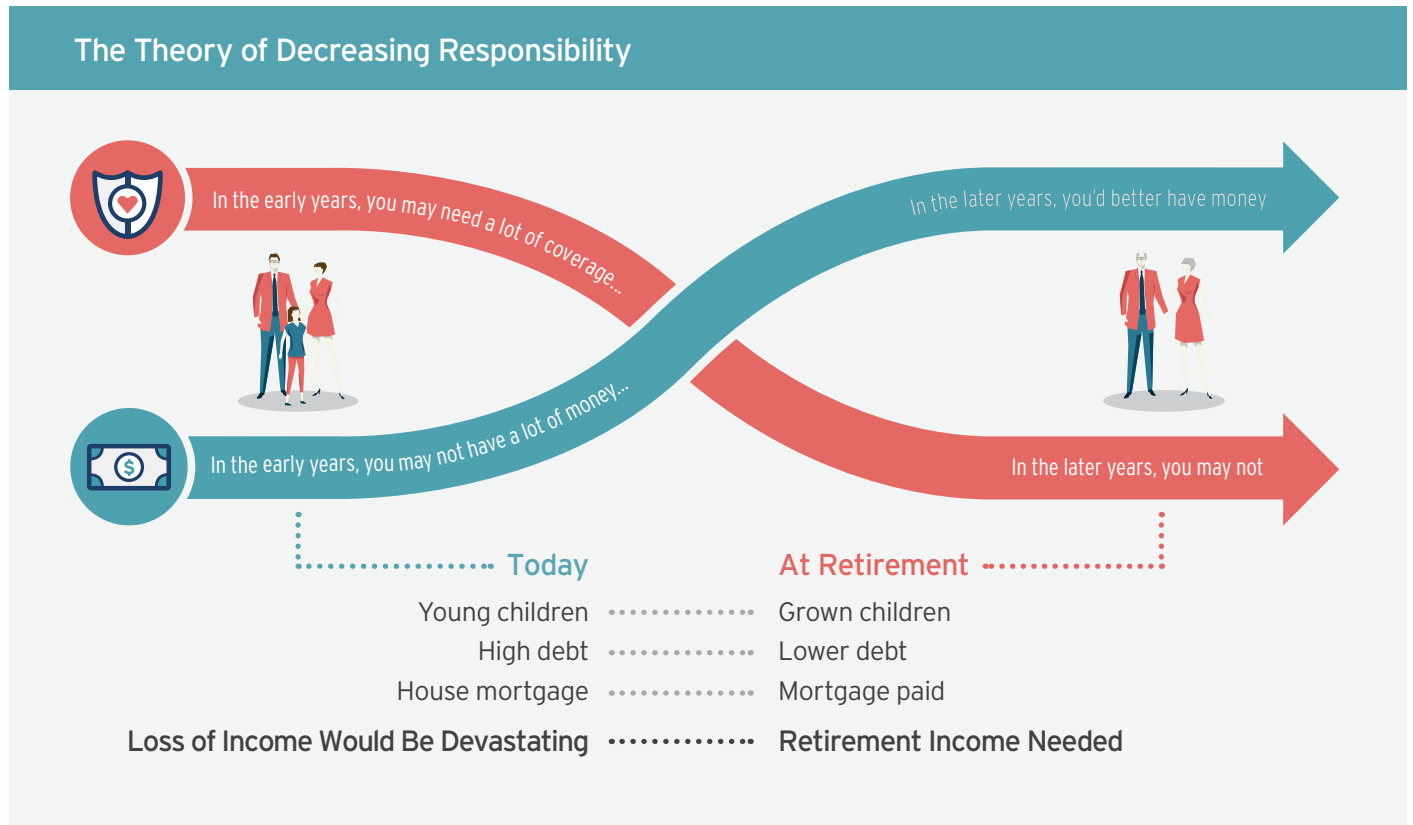 The Theory of Decreasing Responsibility
In the early years, you may need a lot of coverage...
In the later years, you'd better have money
$
In the early years, you may not have a lot of money...
In the later years, you may not
Today
At Retirement
Young children
Grown children
High debt
Lower debt
House mortgage
Mortgage paid
Loss of Income Would Be Devastating
Retirement Income Needed